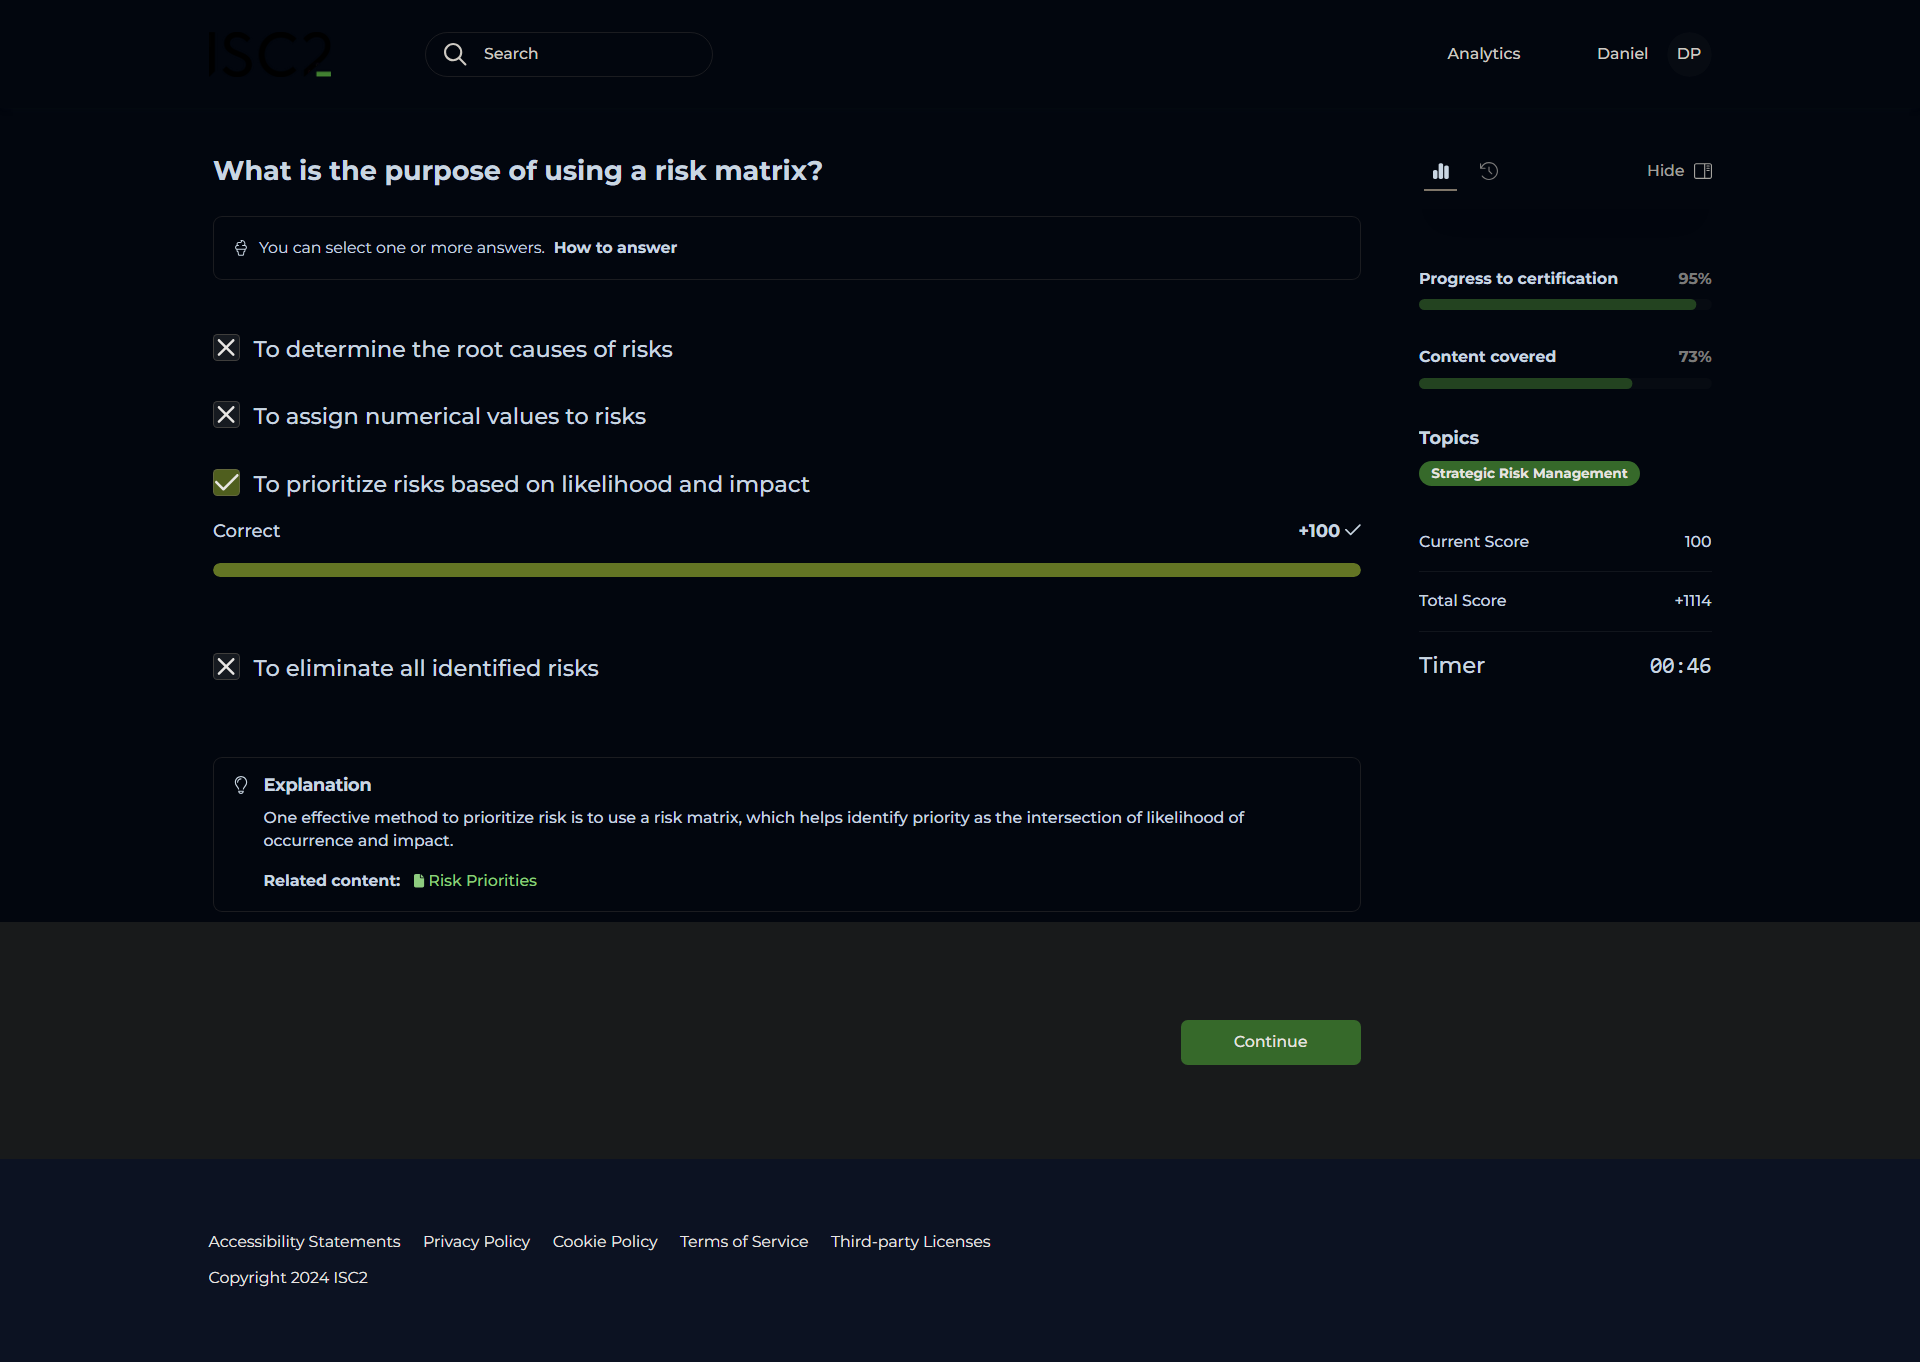 ISC2
Search
Analytics
Daniel
DP
What is the purpose of using a risk matrix?
You can select one or more answers. How to answer
To determine the root causes of risks
To assign numerical values to risks
To prioritize risks based on likelihood and impact
Correct
+100
To eliminate all identified risks
Explanation
One effective method to prioritize risk is to use a risk matrix, which helps identify priority as the intersection of likelihood of
occurrence and impact.
Related content: Risk Priorities
Hide
Progress to certification 95%
Content covered 73%
Topics
Strategic Risk Management
Current Score 100
Total Score +1114
Timer 00:46
Continue
Accessibility Statements Privacy Policy Cookie Policy Terms of Service Third-party Licenses
Copyright 2024 ISC2